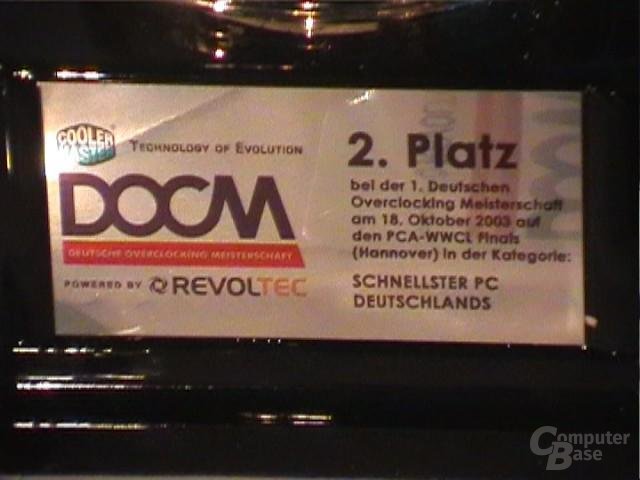 COOLER MASTER
TECHNOLOGY OF EVOLUTION
DOCM
DEUTSCHE OVERCLOCKING MEISTERSCHAFT
POWERED BY REVOLTEC
2. Platz
bei der 1. Deutschen
Overclocking Meisterschaft
am 18. Oktober 2003 auf
den PCA-WWCL Finals
(Hannover) in der Kategorie:
SCHNELLSTER PC
DEUTSCHLANDS
Computer
Base